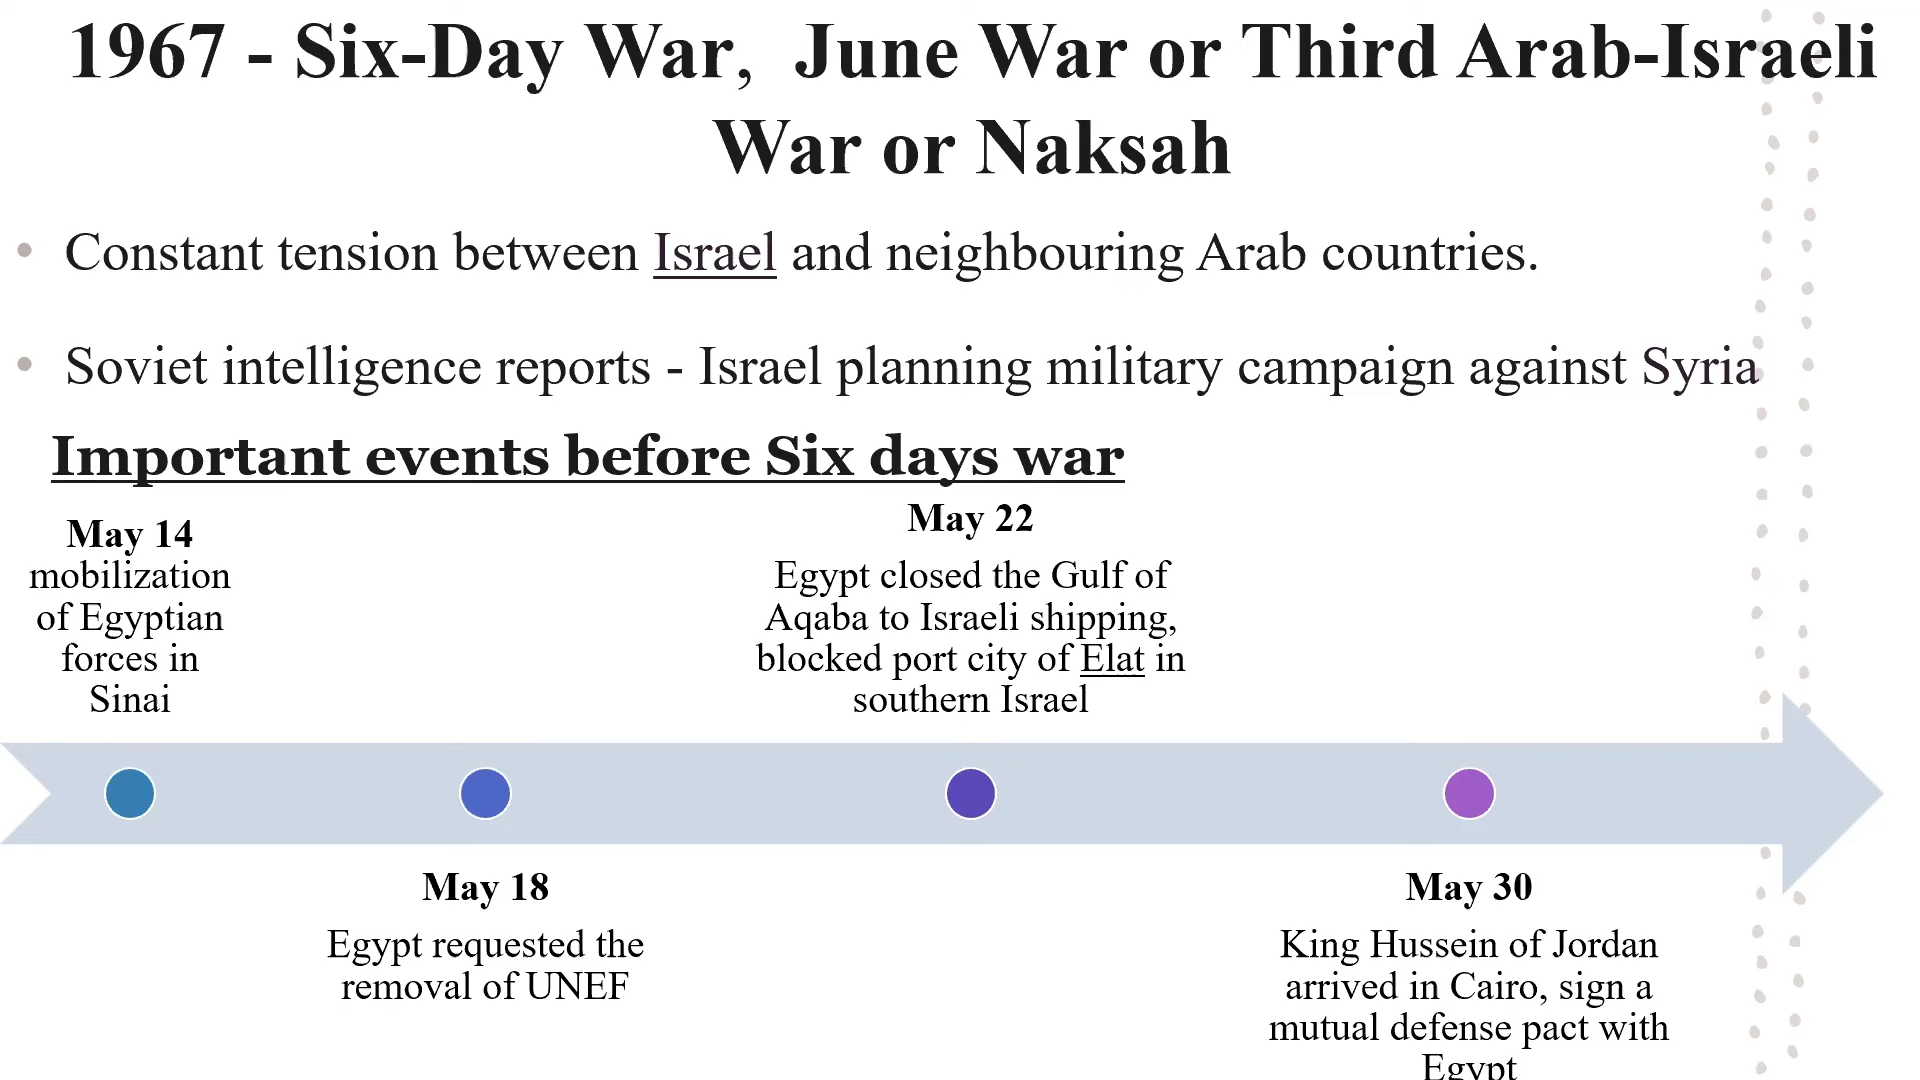 1967 - Six-Day War, June War or Third Arab-Israeli
War or Naksah
• Constant tension between Israel and neighbouring Arab countries.
• Soviet intelligence reports - Israel planning military campaign against Syria
Important events before Six days war
May 14
mobilization
of Egyptian
forces in
Sinai
May 18
Egypt requested the
removal of UNEF
May 22
Egypt closed the Gulf of
Aqaba to Israeli shipping,
blocked port city of Elat in
southern Israel
May 30
King Hussein of Jordan
arrived in Cairo, sign a
mutual defense pact with
Egypt